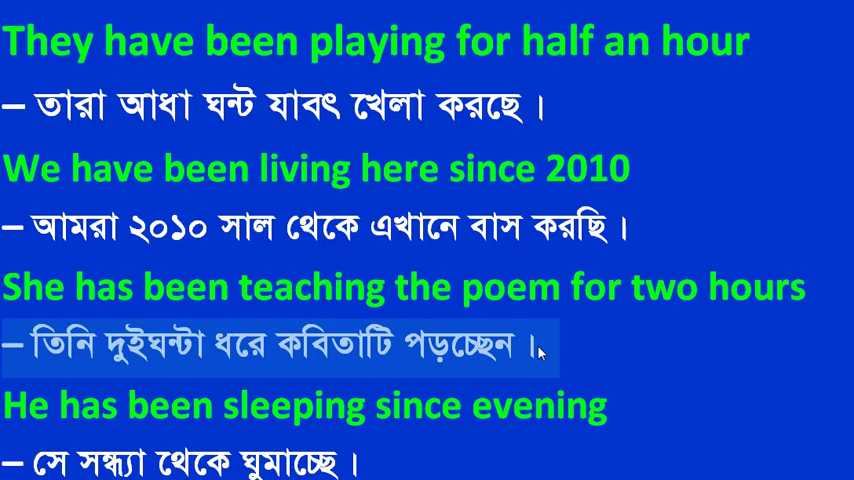 They have been playing for half an hour
– তারা আধা ঘন্ট যাবৎ খেলা করছে ।
We have been living here since 2010
– আমরা ২০১০ সাল থেকে এখানে বাস করছি ।
She has been teaching the poem for two hours
– তিনি দুইঘন্টা ধরে কবিতাটি পড়চ্ছেন ।
He has been sleeping since evening
– সে সন্ধ্যা থেকে ঘুমাচ্ছে ।